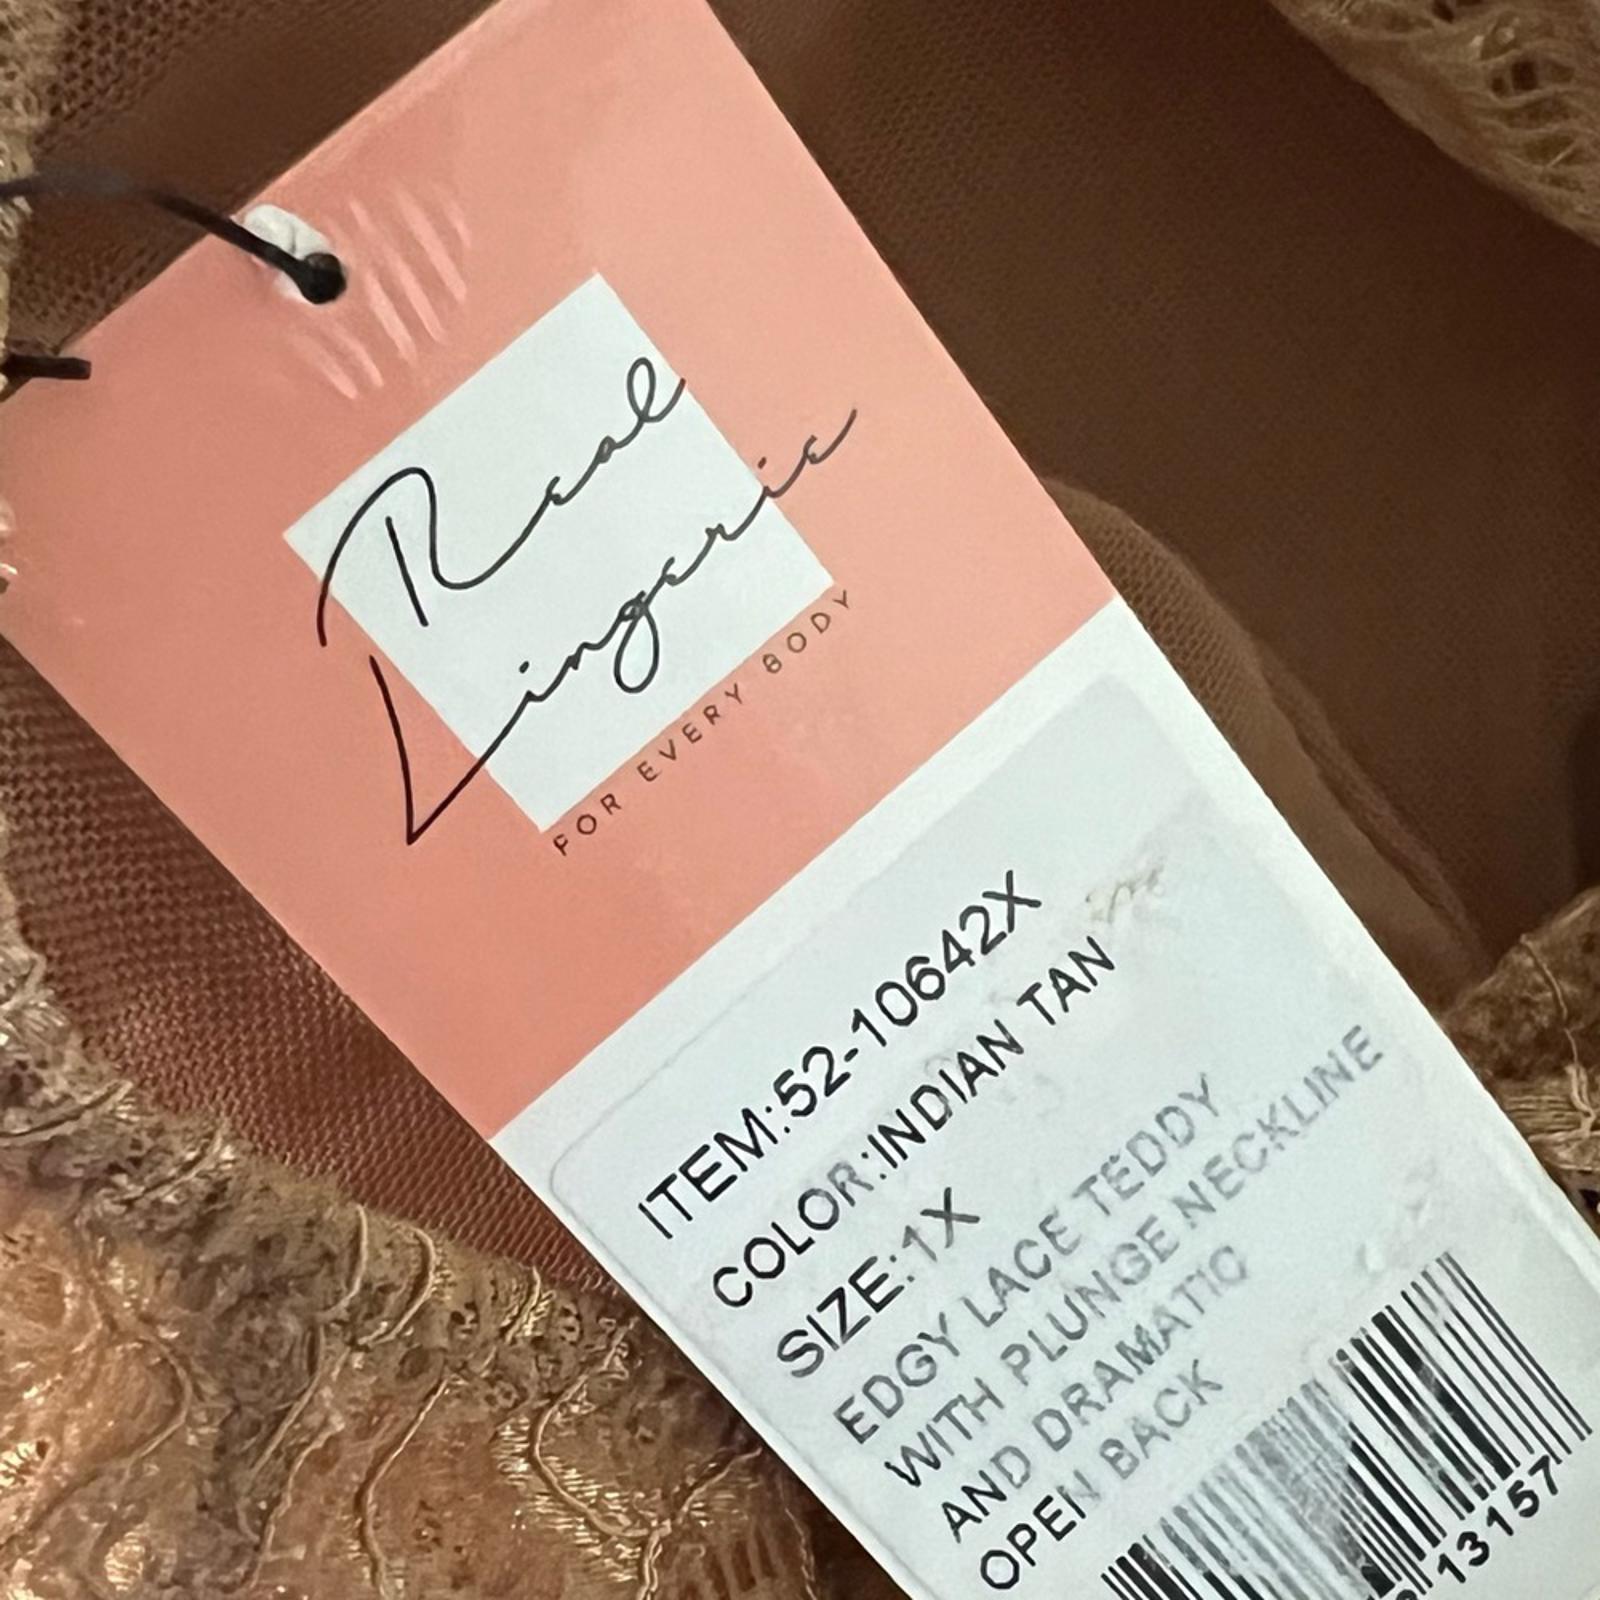 Real
Lingerie
FOR EVERY BODY
ITEM:52-10642X
COLOR:INDIAN TAN
SIZE:1X
EDGY LACE TEDDY
WITH PLUNGE NECKLINE
AND DRAMATIC
OPEN BACK
13157